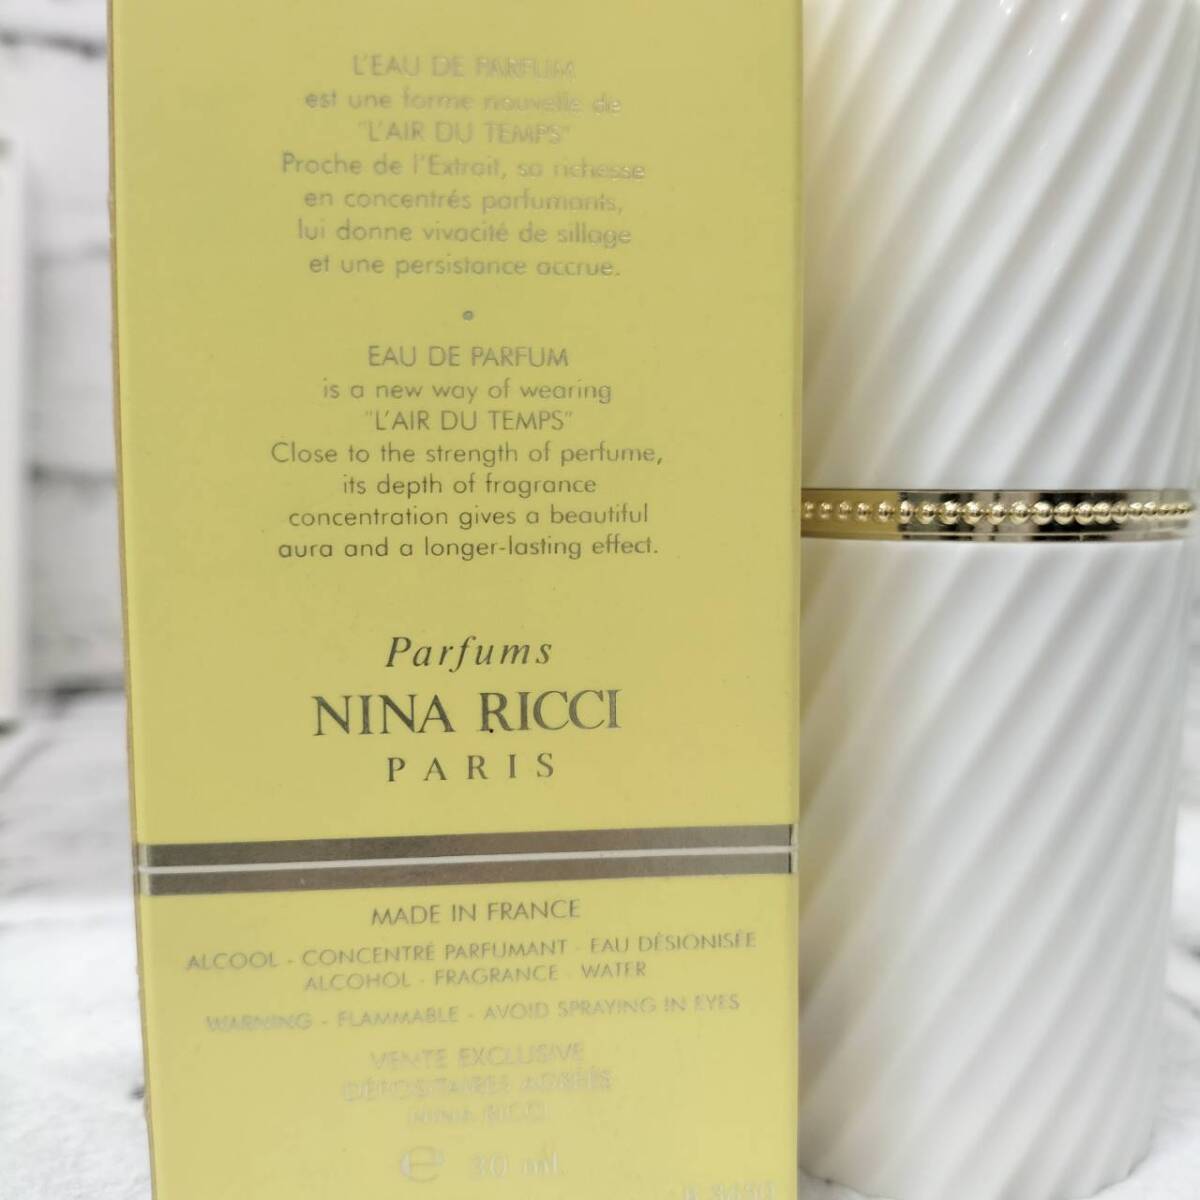 L'EAU DE PARFUM
est une forme nouvelle de
"L'AIR DU TEMPS"
Proche de l'Extrait, sa richesse
en concentrés parfumants,
lui donne vivacité de sillage
et une persistance accrue.
EAU DE PARFUM
is a new way of wearing
"L'AIR DU TEMPS"
Close to the strength of perfume,
its depth of fragrance
concentration gives a beautiful
aura and a longer-lasting effect.
Parfums
NINA RICCI
PARIS
MADE IN FRANCE
ALCOOL - CONCENTRÉ PARFUMANT - EAU DÉSIONISÉE
ALCOHOL - FRAGRANCE - WATER
WARNING - FLAMMABLE - AVOID SPRAYING IN EYES
VENTE EXCLUSIVE
DÉPOSITAIRES AGRÉÉS
NINA RICCI
℮ 30 ml